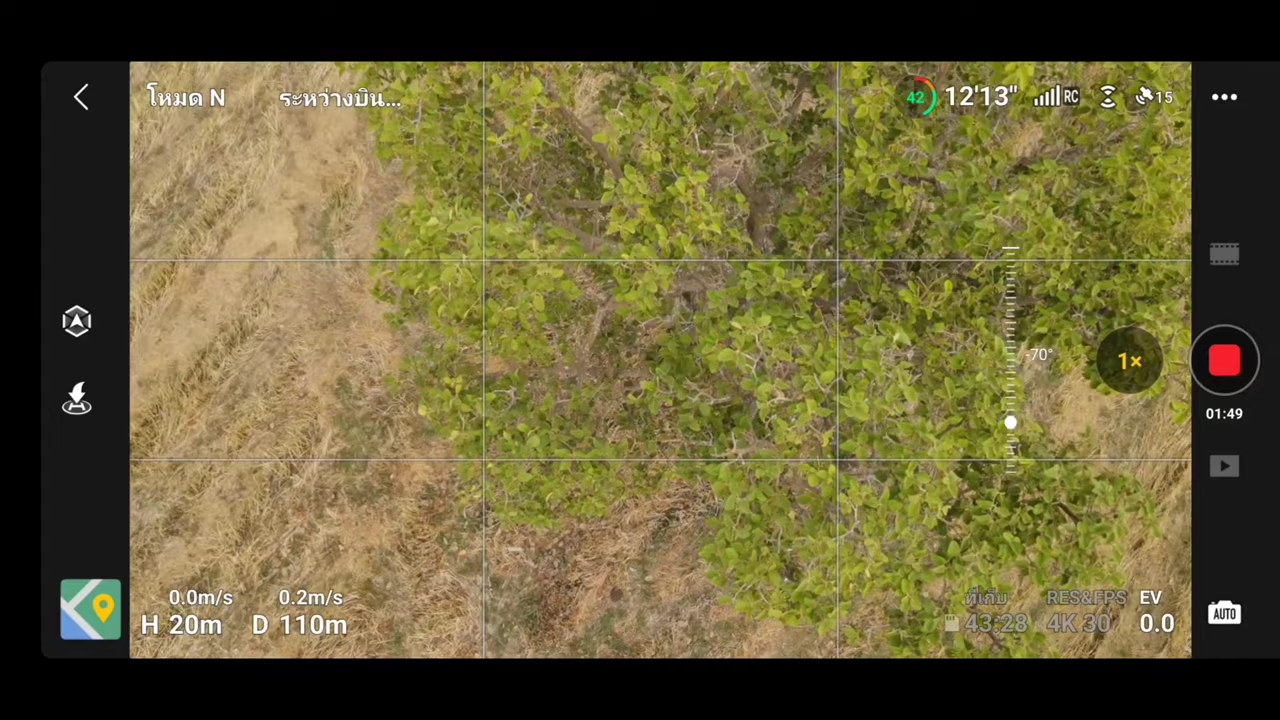 โหมด N
ระหว่างบิน...
42
12'13"
RC
15
-70°
1×
01:49
0.0m/s
0.2m/s
H 20m
D 110m
ที่เก็บ
43:28
RES&FPS
4K 30
EV
0.0
AUTO